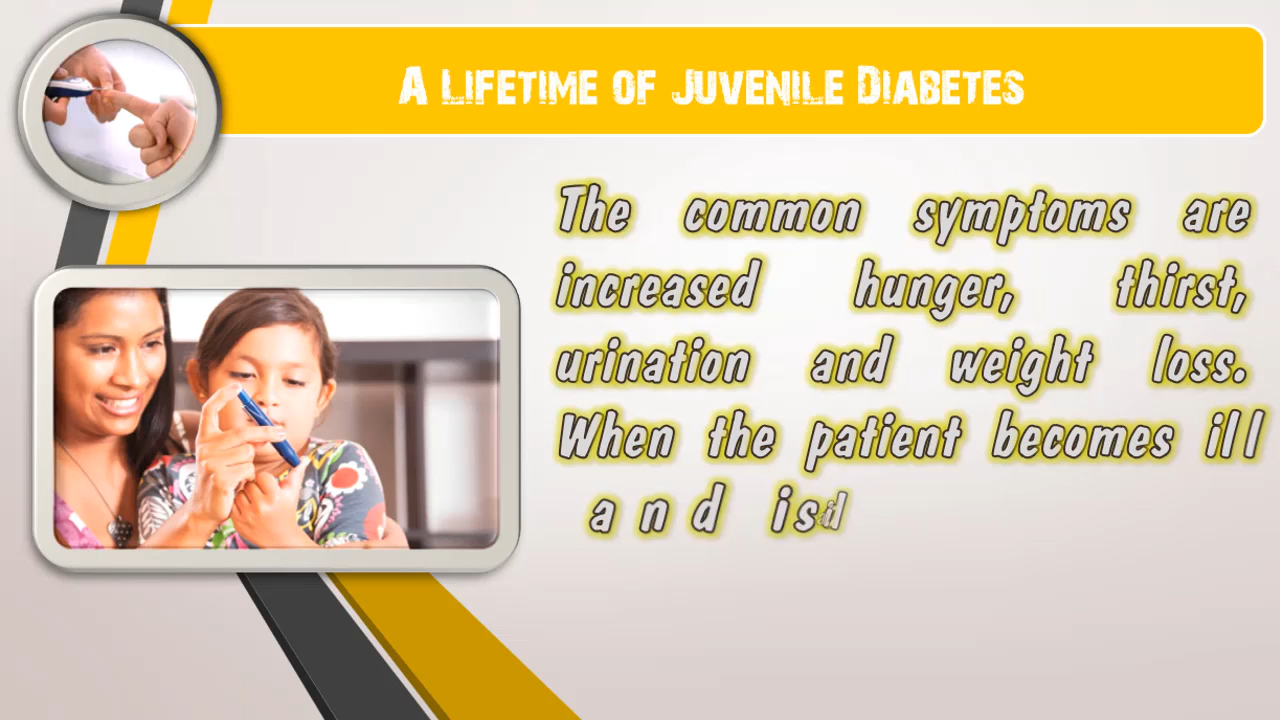 A Lifetime of Juvenile Diabetes
The common symptoms are
increased hunger, thirst,
urination and weight loss.
When the patient becomes ill
and is